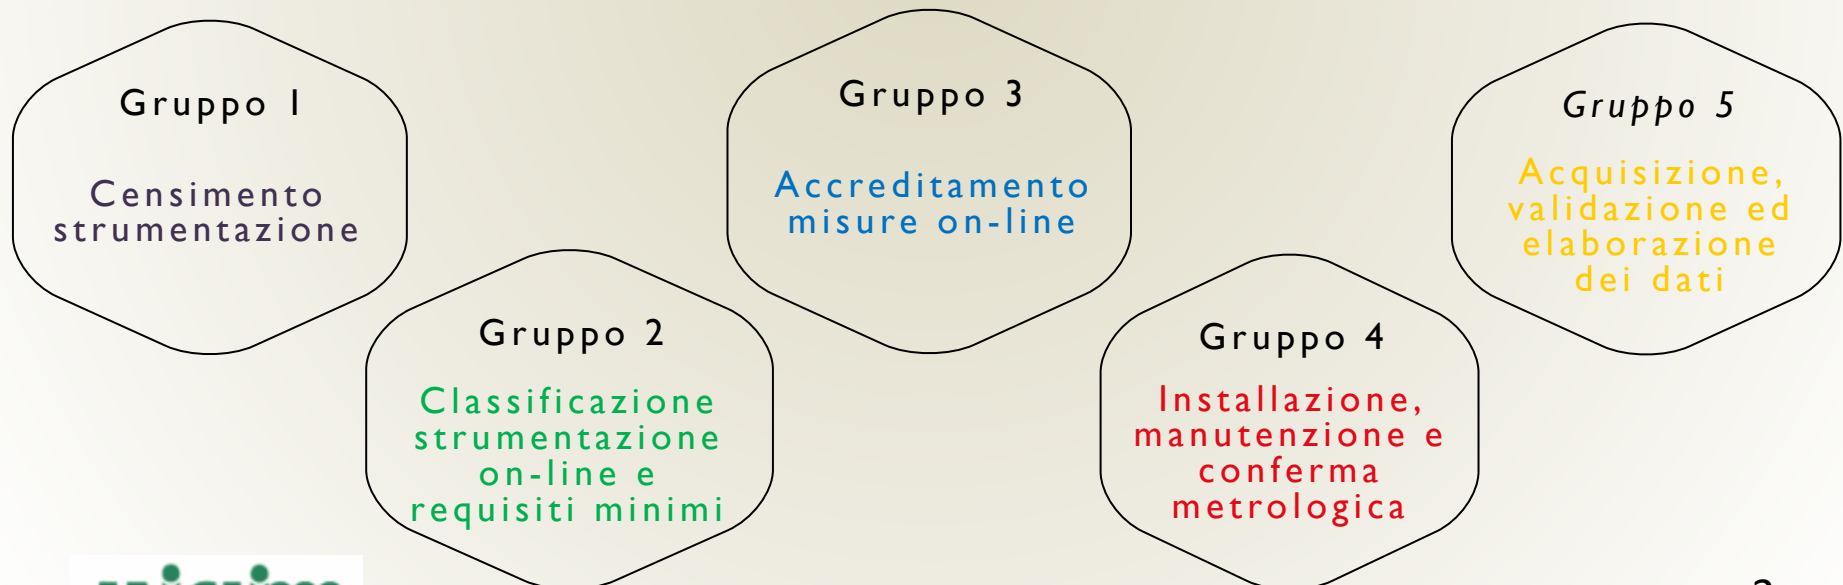 Gruppo 1
Censimento
strumentazione
Gruppo 2
Classificazione
strumentazione
on-line e
requisiti minimi
Gruppo 3
Accreditamento
misure on-line
Gruppo 4
Installazione,
manutenzione e
conferma
metrologica
Gruppo 5
Acquisizione,
validazione ed
elaborazione
dei dati